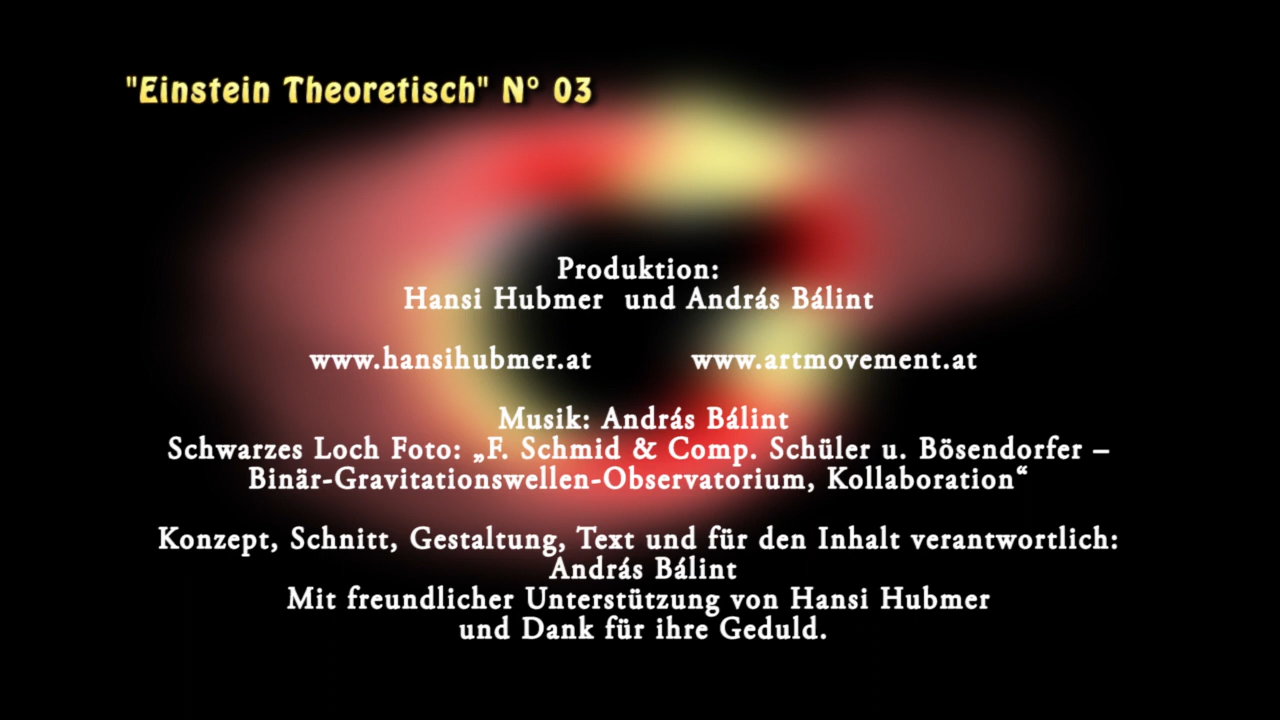 "Einstein Theoretisch" N° 03
Produktion:
Hansi Hubmer und András Bálint
www.hansihubmer.at www.artmovement.at
Musik: András Bálint
Schwarzes Loch Foto: „F. Schmid & Comp. Schüler u. Bösendorfer –
Binär-Gravitationswellen-Observatorium, Kollaboration“
Konzept, Schnitt, Gestaltung, Text und für den Inhalt verantwortlich:
András Bálint
Mit freundlicher Unterstützung von Hansi Hubmer
und Dank für ihre Geduld.